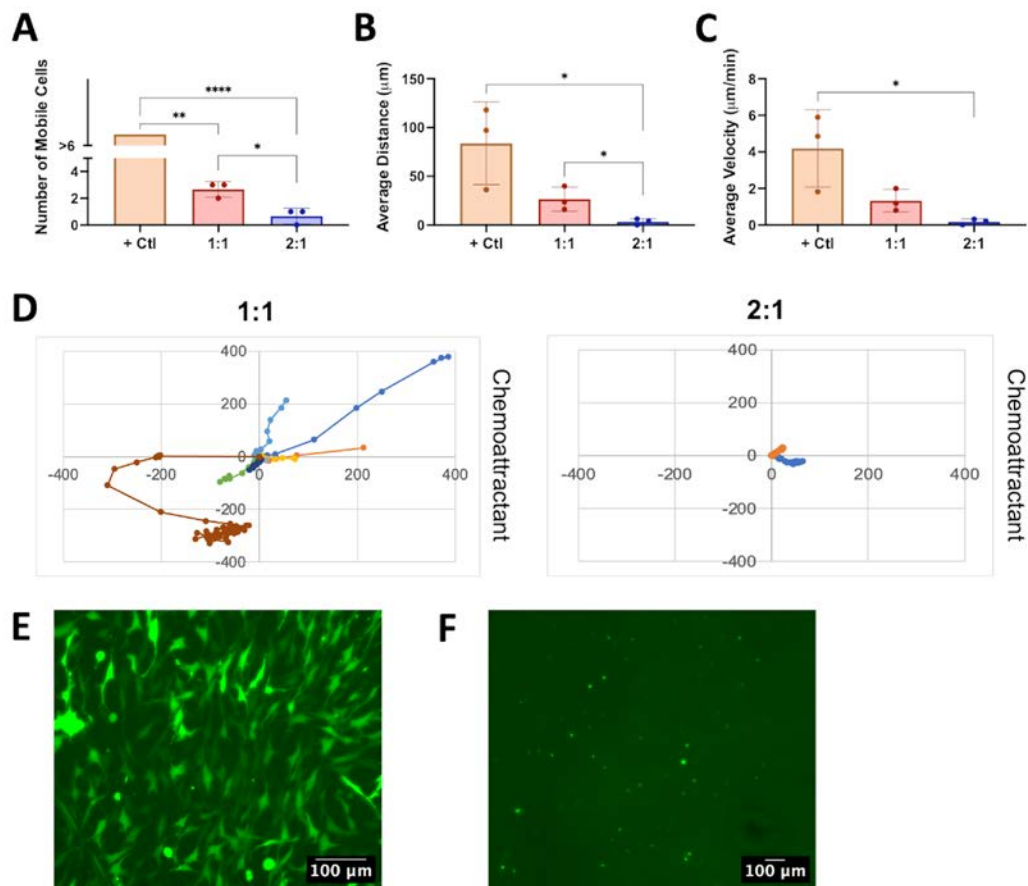 A
Number of Mobile Cells
>6
4
2
0
****
**
*
+ Ctl
1:1
2:1
B
Average Distance (μm)
150
100
50
0
*
*
+ Ctl
1:1
2:1
C
Average Velocity (μm/min)
8
6
4
2
0
*
+ Ctl
1:1
2:1
D
1:1
400
200
0
-200
-400
-400
-200
0
200
400
Chemoattractant
2:1
400
200
0
-200
-400
-400
-200
0
200
400
Chemoattractant
E
100 μm
F
100 μm